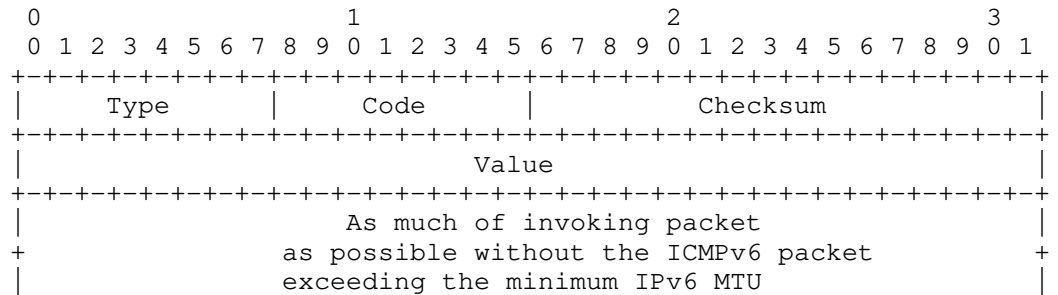 0                   1                   2                   3
 0 1 2 3 4 5 6 7 8 9 0 1 2 3 4 5 6 7 8 9 0 1 2 3 4 5 6 7 8 9 0 1
+-+-+-+-+-+-+-+-+-+-+-+-+-+-+-+-+-+-+-+-+-+-+-+-+-+-+-+-+-+-+-+-+
|     Type      |     Code      |          Checksum             |
+-+-+-+-+-+-+-+-+-+-+-+-+-+-+-+-+-+-+-+-+-+-+-+-+-+-+-+-+-+-+-+-+
|                            Value                              |
+-+-+-+-+-+-+-+-+-+-+-+-+-+-+-+-+-+-+-+-+-+-+-+-+-+-+-+-+-+-+-+-+
|                    As much of invoking packet                 |
+                as possible without the ICMPv6 packet          +
|                exceeding the minimum IPv6 MTU                 |